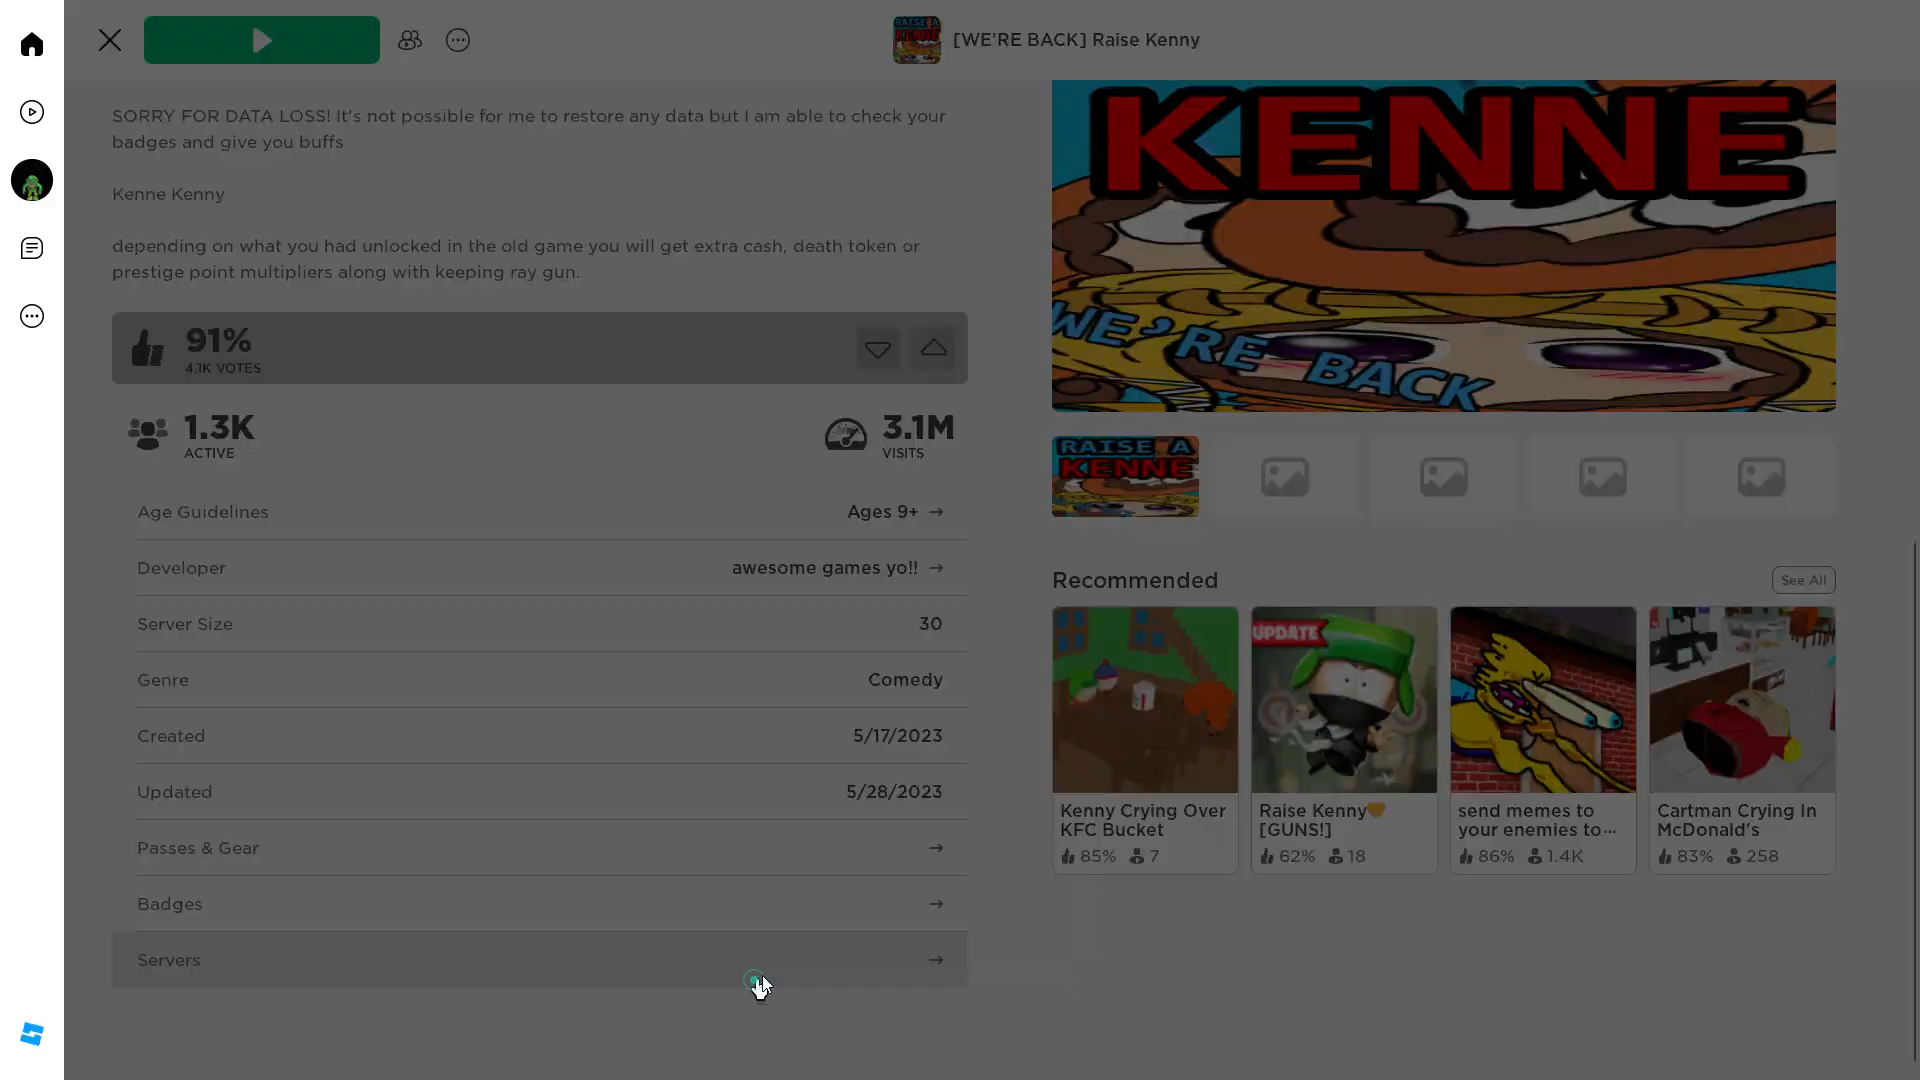 [WE'RE BACK] Raise Kenny
SORRY FOR DATA LOSS! It's not possible for me to restore any data but I am able to check your
badges and give you buffs
Kenne Kenny
depending on what you had unlocked in the old game you will get extra cash, death token or
prestige point multipliers along with keeping ray gun.
91%
4.1K VOTES
1.3K
ACTIVE
3.1M
VISITS
Age Guidelines
Ages 9+ →
Developer
awesome games yo!! →
Server Size
30
Genre
Comedy
Created
5/17/2023
Updated
5/28/2023
Passes & Gear
→
Badges
→
Servers
→
KENNE
WE'RE BACK
RAISE A
KENNE
Recommended
See All
UPDATE
Kenny Crying Over
KFC Bucket
85% 7
Raise Kenny
[GUNS!]
62% 18
send memes to
your enemies to...
86% 1.4K
Cartman Crying In
McDonald's
83% 258